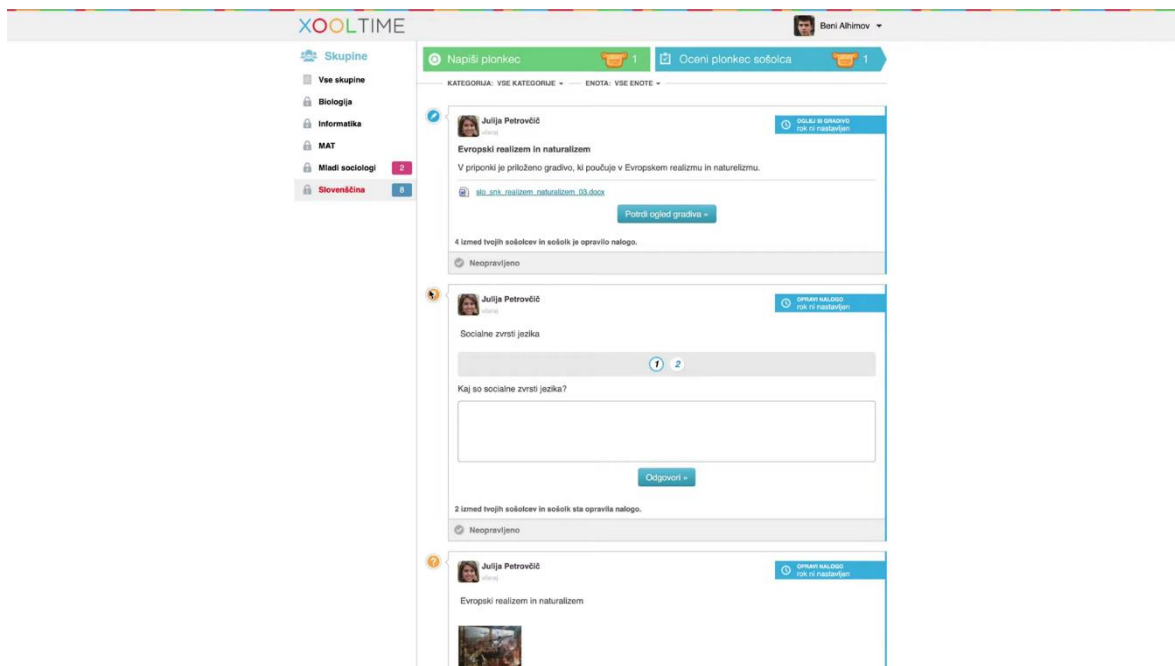 XOOLTIME
Beni Alhimov
Skupine
Vse skupine
Biologija
Informatika
MAT
Mladi sociologi 2
Slovenščina 8
Napiši plonkec 1
Oceni plonkec sošolca 1
KATEGORIJA: VSE KATEGORIJE
ENOTA: VSE ENOTE
Julija Petrovčič
včeraj
OGLEJ SI GRADIVO
rok ni nastavljen
Evropski realizem in naturalizem
V priponki je priloženo gradivo, ki poučuje v Evropskem realizmu in naturelizmu.
slo_snk_realizem_naturalizem_03.docx
Potrdi ogled gradiva »
4 izmed tvojih sošolcev in sošolk je opravilo nalogo.
Neopravljeno
Julija Petrovčič
včeraj
OPRAVI NALOGO
rok ni nastavljen
Socialne zvrsti jezika
1 2
Kaj so socialne zvrsti jezika?
Odgovori »
2 izmed tvojih sošolcev in sošolk sta opravila nalogo.
Neopravljeno
?
Julija Petrovčič
včeraj
OPRAVI NALOGO
rok ni nastavljen
Evropski realizem in naturalizem